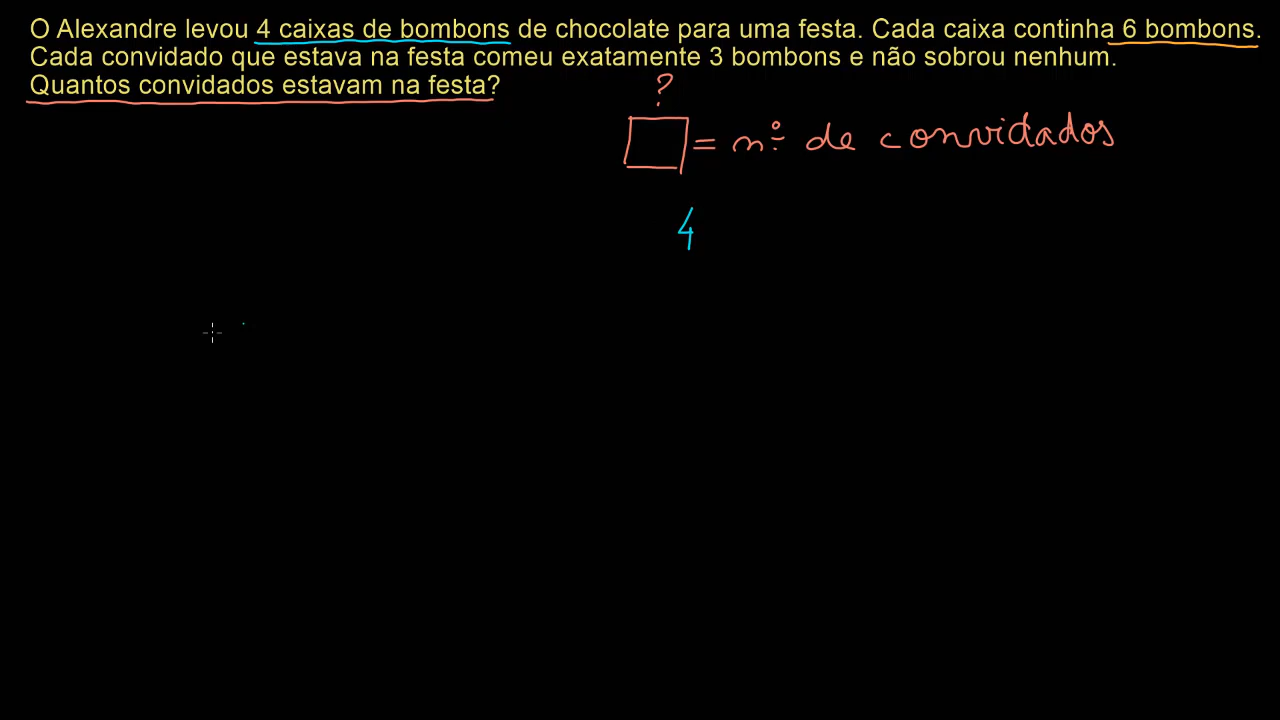 O Alexandre levou 4 caixas de bombons de chocolate para uma festa. Cada caixa continha 6 bombons.
Cada convidado que estava na festa comeu exatamente 3 bombons e não sobrou nenhum.
Quantos convidados estavam na festa?
?
= nº de convidados
4